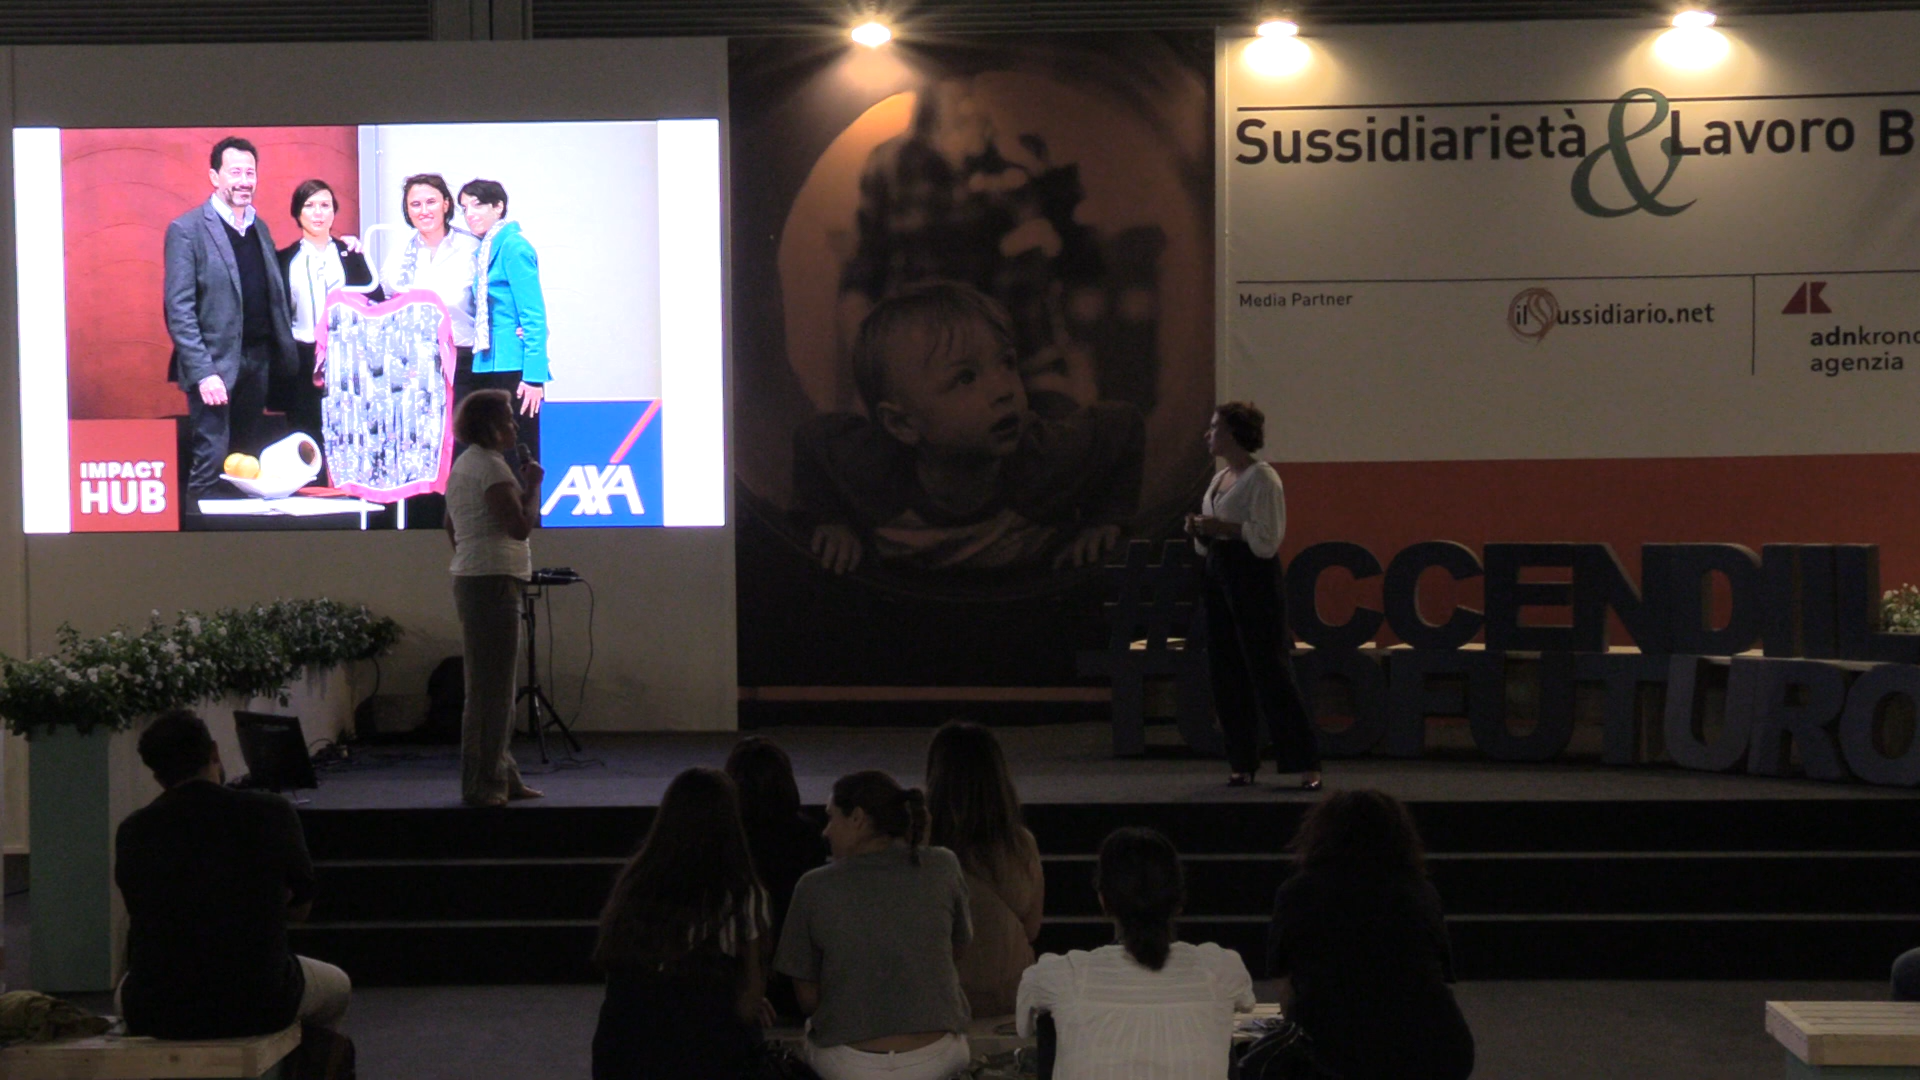 IMPACT
HUB
AXA
Sussidiarietà & Lavoro B
Media Partner
ilSussidiario.net
adnkrono
agenzia
#ACCENDIIL
TUOFUTURO